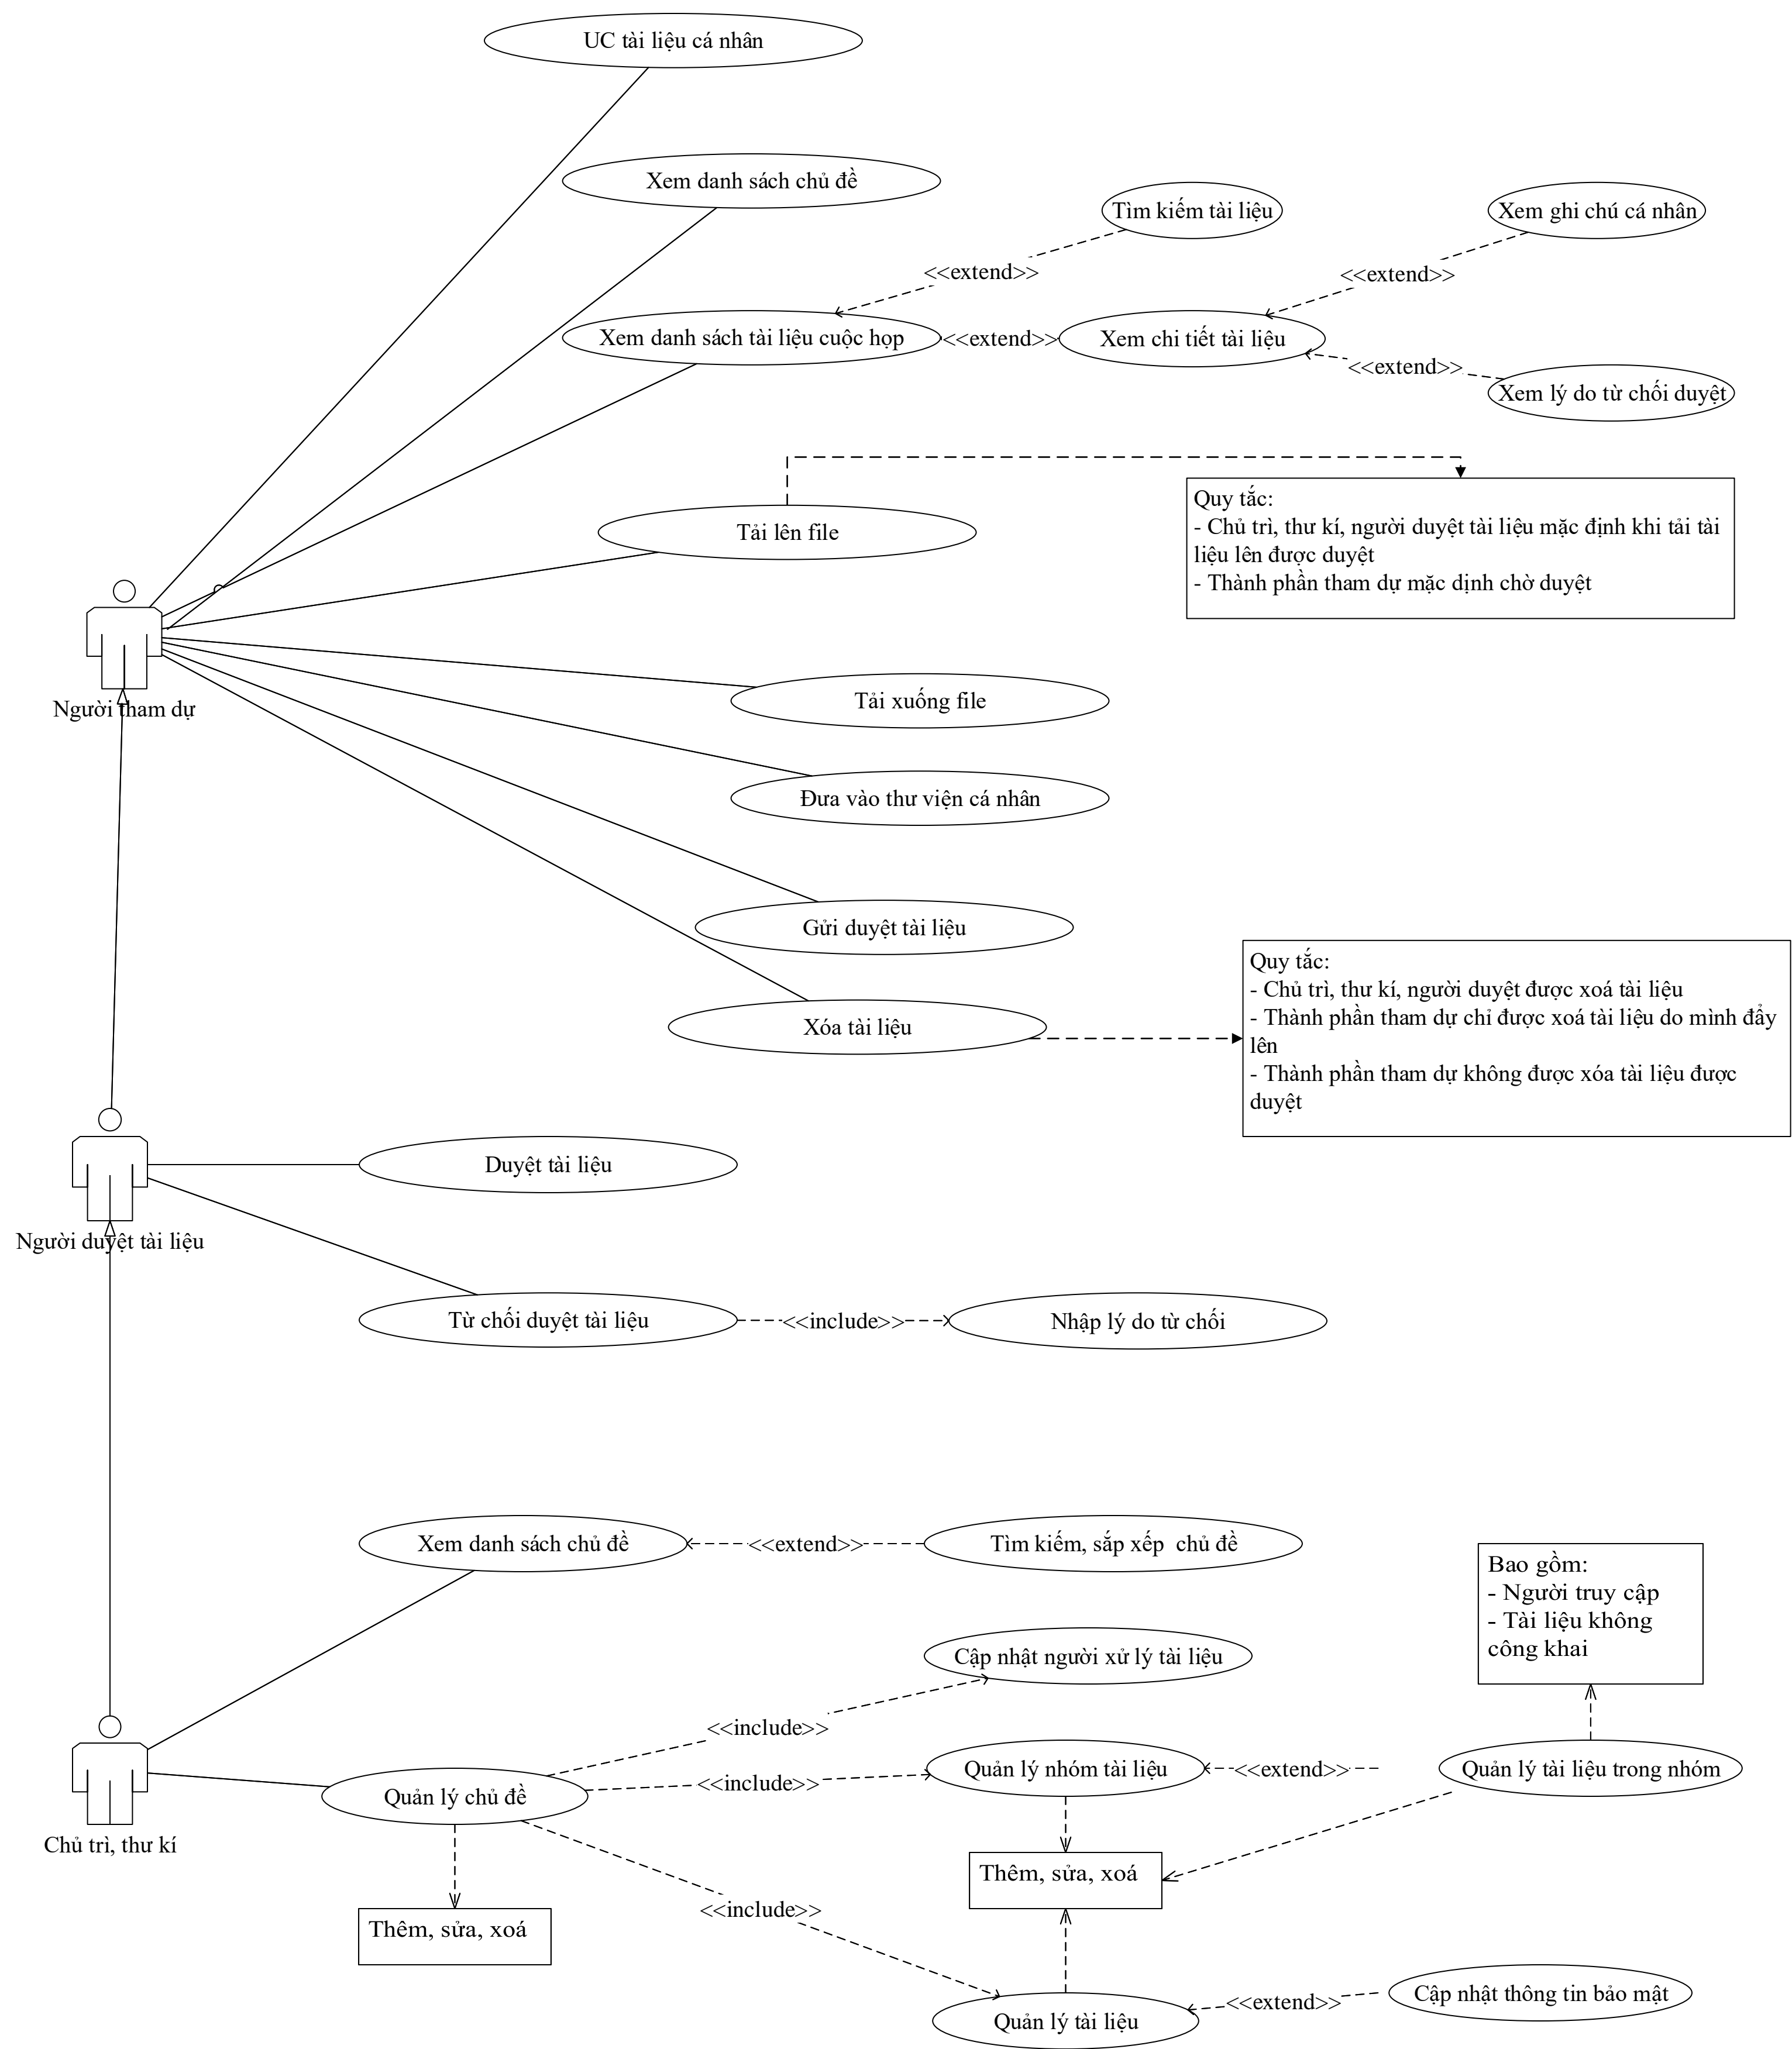 UC tài liệu cá nhân
Xem danh sách chủ đề
Tìm kiếm tài liệu
Xem ghi chú cá nhân
<<extend>>
<<extend>>
Xem danh sách tài liệu cuộc họp
<<extend>>
Xem chi tiết tài liệu
<<extend>>
Xem lý do từ chối duyệt
Tải lên file
Quy tắc:
- Chủ trì, thư kí, người duyệt tài liệu mặc định khi tải tài
liệu lên được duyệt
- Thành phần tham dự mặc dịnh chờ duyệt
Người tham dự
Tải xuống file
Đưa vào thư viện cá nhân
Gửi duyệt tài liệu
Xóa tài liệu
Quy tắc:
- Chủ trì, thư kí, người duyệt được xoá tài liệu
- Thành phần tham dự chỉ được xoá tài liệu do mình đẩy
lên
- Thành phần tham dự không được xóa tài liệu được
duyệt
Duyệt tài liệu
Người duyệt tài liệu
Từ chối duyệt tài liệu
<<include>>
Nhập lý do từ chối
Xem danh sách chủ đề
<<extend>>
Tìm kiếm, sắp xếp  chủ đề
Bao gồm:
- Người truy cập
- Tài liệu không
công khai
Cập nhật người xử lý tài liệu
<<include>>
Quản lý nhóm tài liệu
<<extend>>
Quản lý tài liệu trong nhóm
<<include>>
Quản lý chủ đề
Chủ trì, thư kí
Thêm, sửa, xoá
<<include>>
Thêm, sửa, xoá
Cập nhật thông tin bảo mật
<<extend>>
Quản lý tài liệu